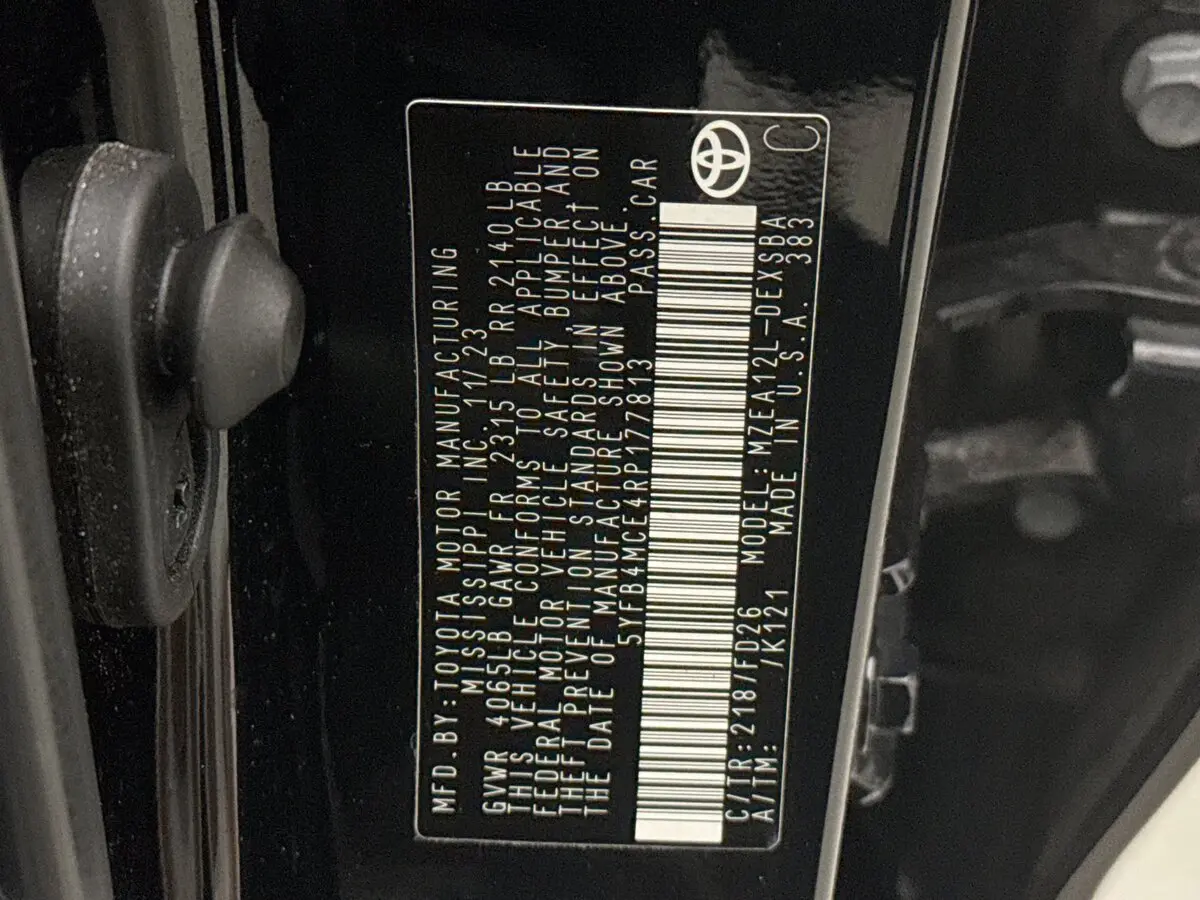 MFD.BY:TOYOTA MOTOR MANUFACTURING
MISSISSIPPI INC. 11/23
GVWR 4065LB GAWR FR 2315 LB RR 2140LB
THIS VEHICLE CONFORMS TO ALL APPLICABLE
FEDERAL MOTOR VEHICLE SAFETY, BUMPER, AND
THEFT PREVENTION STANDARDS IN EFFECT ON
THE DATE OF MANUFACTURE SHOWN ABOVE.
5YFB4MCE4RP177813 PASS.CAR
C/TR:218/FD26 MODEL:MZEA12L-DEXSBA
A/TM: /K121 MADE IN U.S.A. 383
C